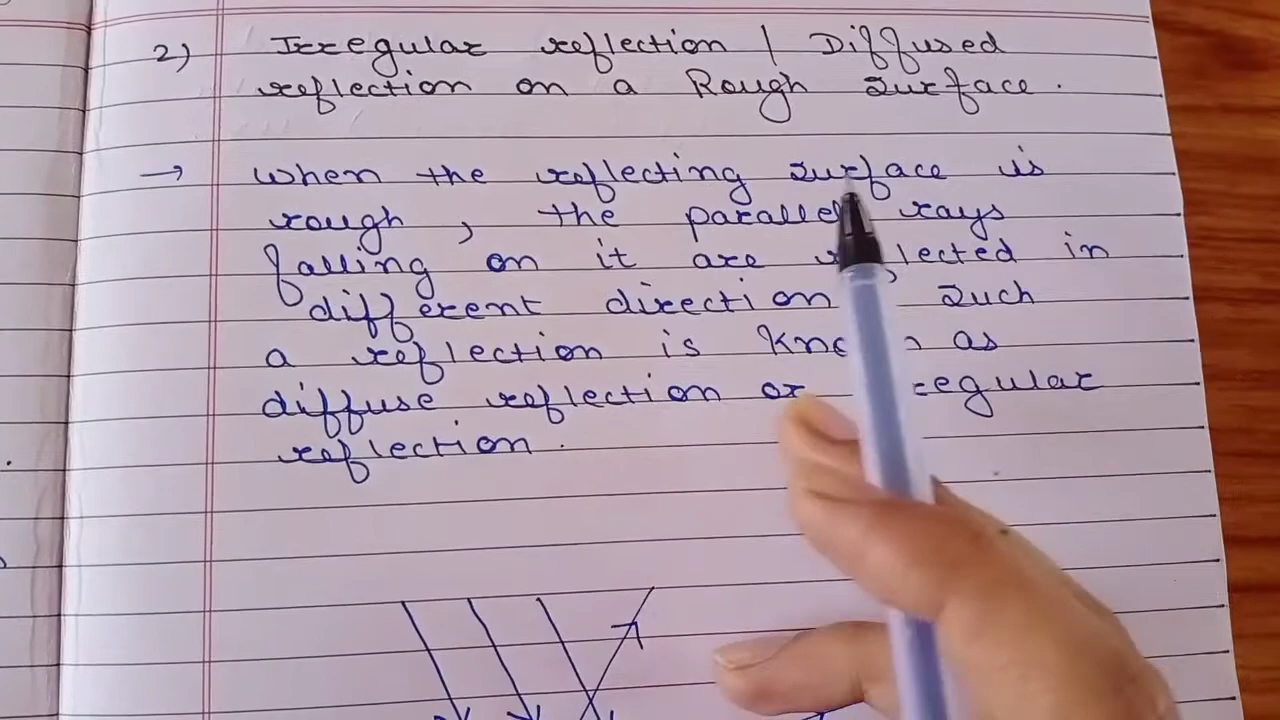 2) Irregular reflection | Diffused
reflection on a Rough surface.
→ When the reflecting surface is
rough, the parallel rays
falling on it are reflected in
different direction, such
a reflection is known as
diffuse reflection or regular
reflection.